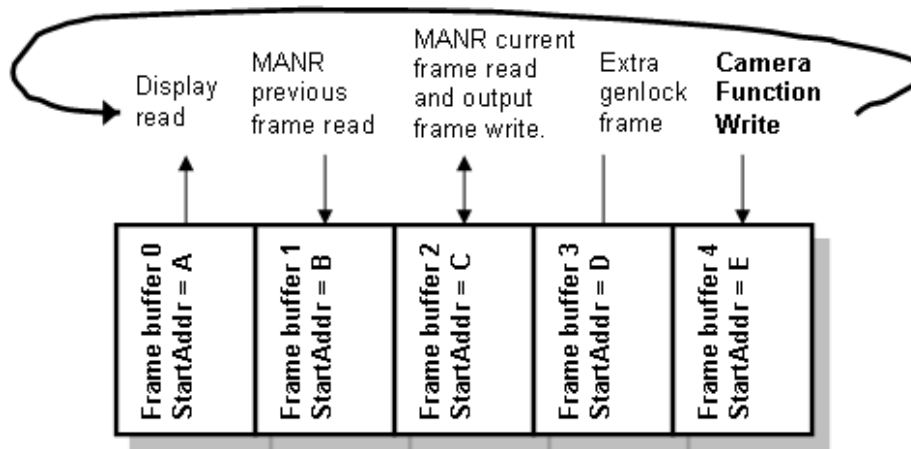 Display
read
MANR
previous
frame read
MANR current
frame read
and output
frame write.
Extra
genlock
frame
Camera
Function
Write
Frame buffer 0
StartAddr = A
Frame buffer 1
StartAddr = B
Frame buffer 2
StartAddr = C
Frame buffer 3
StartAddr = D
Frame buffer 4
StartAddr = E